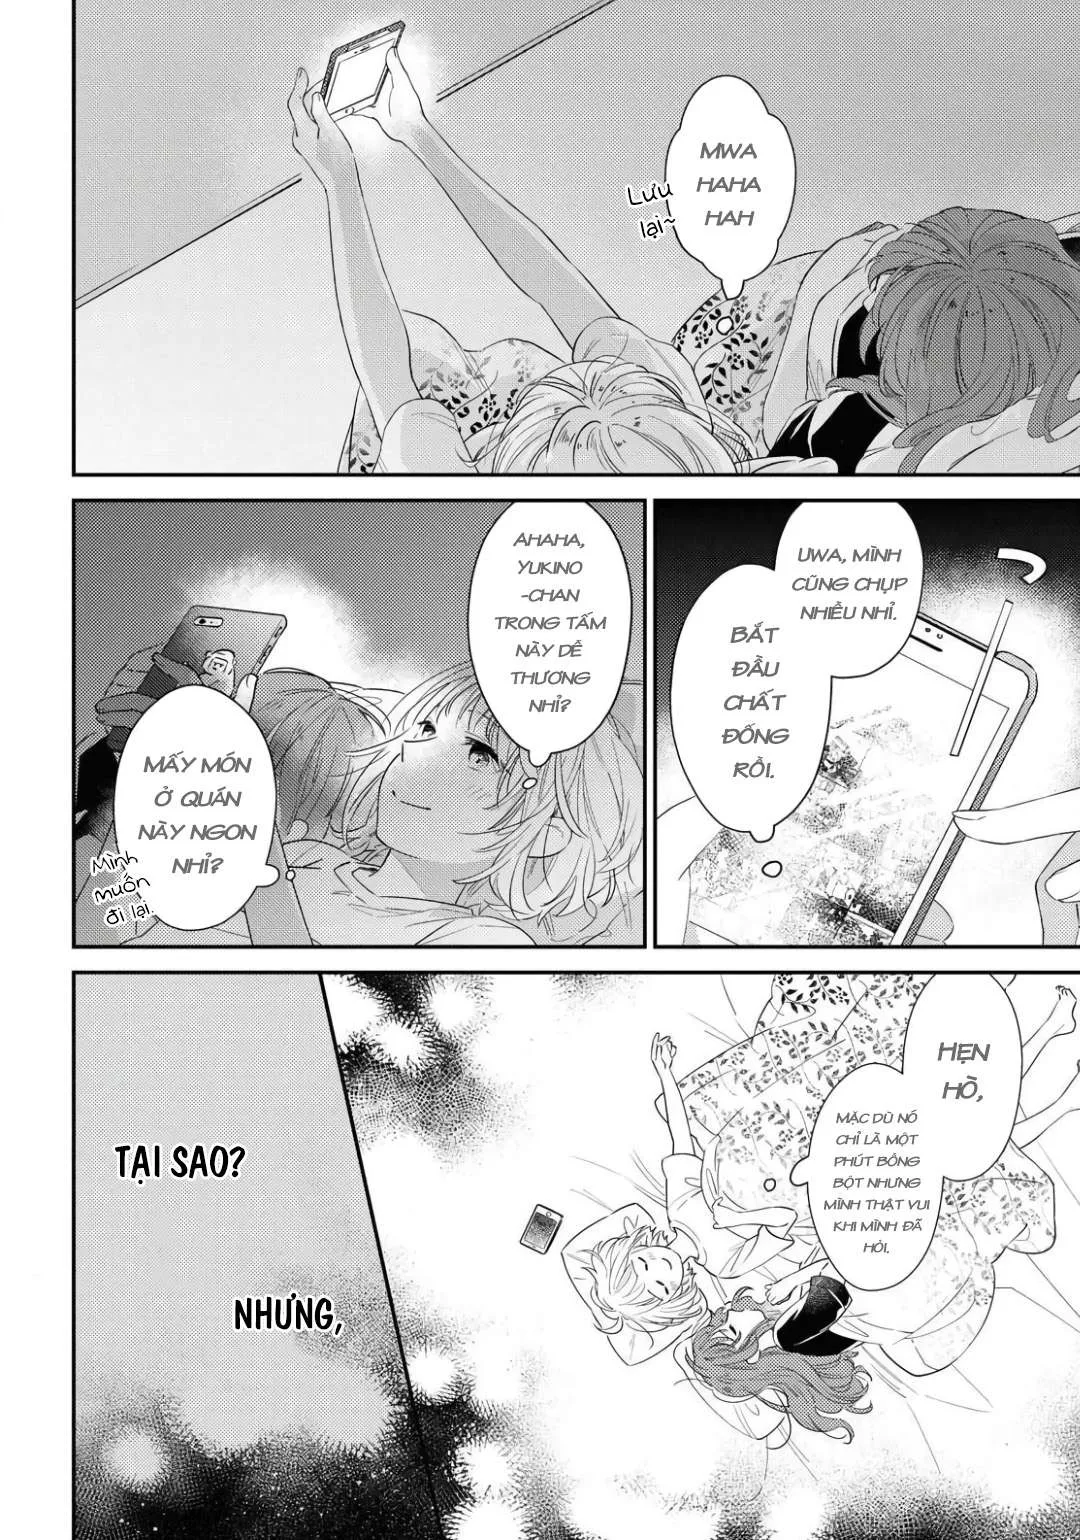 MWA
HAHA
HAH
Lưu
lại~
UWA, MÌNH
CŨNG CHỤP
NHIỀU NHỈ.
BẮT
ĐẦU
CHẤT
ĐỐNG
RỒI.
AHAHA,
YUKINO
-CHAN
TRONG TẤM
NÀY DỄ
THƯƠNG
NHỈ?
MẤY MÓN
Ở QUÁN
NÀY NGON
NHỈ?
Mình
muốn
đi lại.
HẸN
HÒ,
MẶC DÙ NÓ
CHỈ LÀ MỘT
PHÚT BỒNG
BỘT NHƯNG
MÌNH THẬT VUI
KHI MÌNH ĐÃ
HỎI.
TẠI SAO?
NHƯNG,